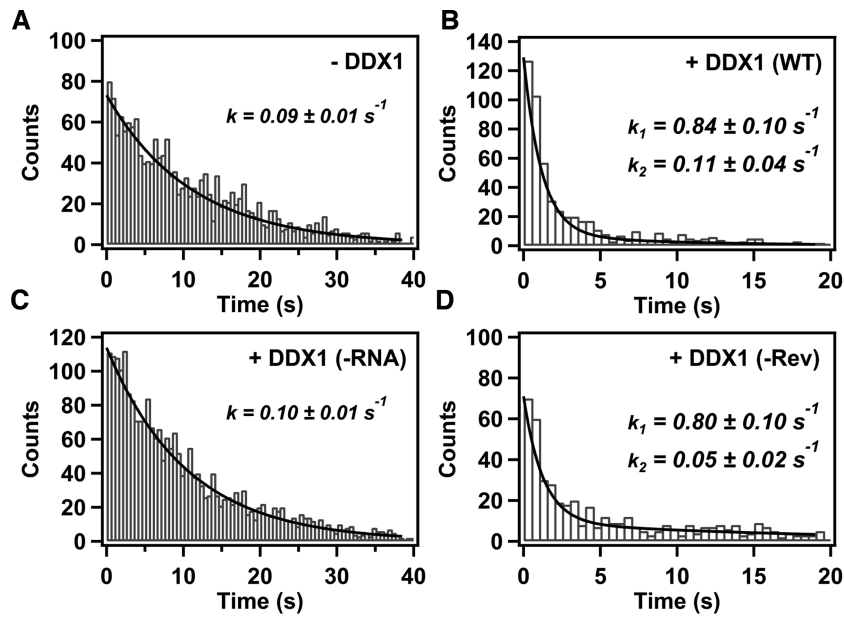 A
- DDX1
k = 0.09 ± 0.01 s⁻¹
Counts
100
80
60
40
20
0
0 10 20 30 40
Time (s)
B
+ DDX1 (WT)
k₁ = 0.84 ± 0.10 s⁻¹
k₂ = 0.11 ± 0.04 s⁻¹
Counts
140
120
100
80
60
40
20
0
0 5 10 15 20
Time (s)
C
+ DDX1 (-RNA)
k = 0.10 ± 0.01 s⁻¹
Counts
120
100
80
60
40
20
0
0 10 20 30 40
Time (s)
D
+ DDX1 (-Rev)
k₁ = 0.80 ± 0.10 s⁻¹
k₂ = 0.05 ± 0.02 s⁻¹
Counts
100
80
60
40
20
0
0 5 10 15 20
Time (s)